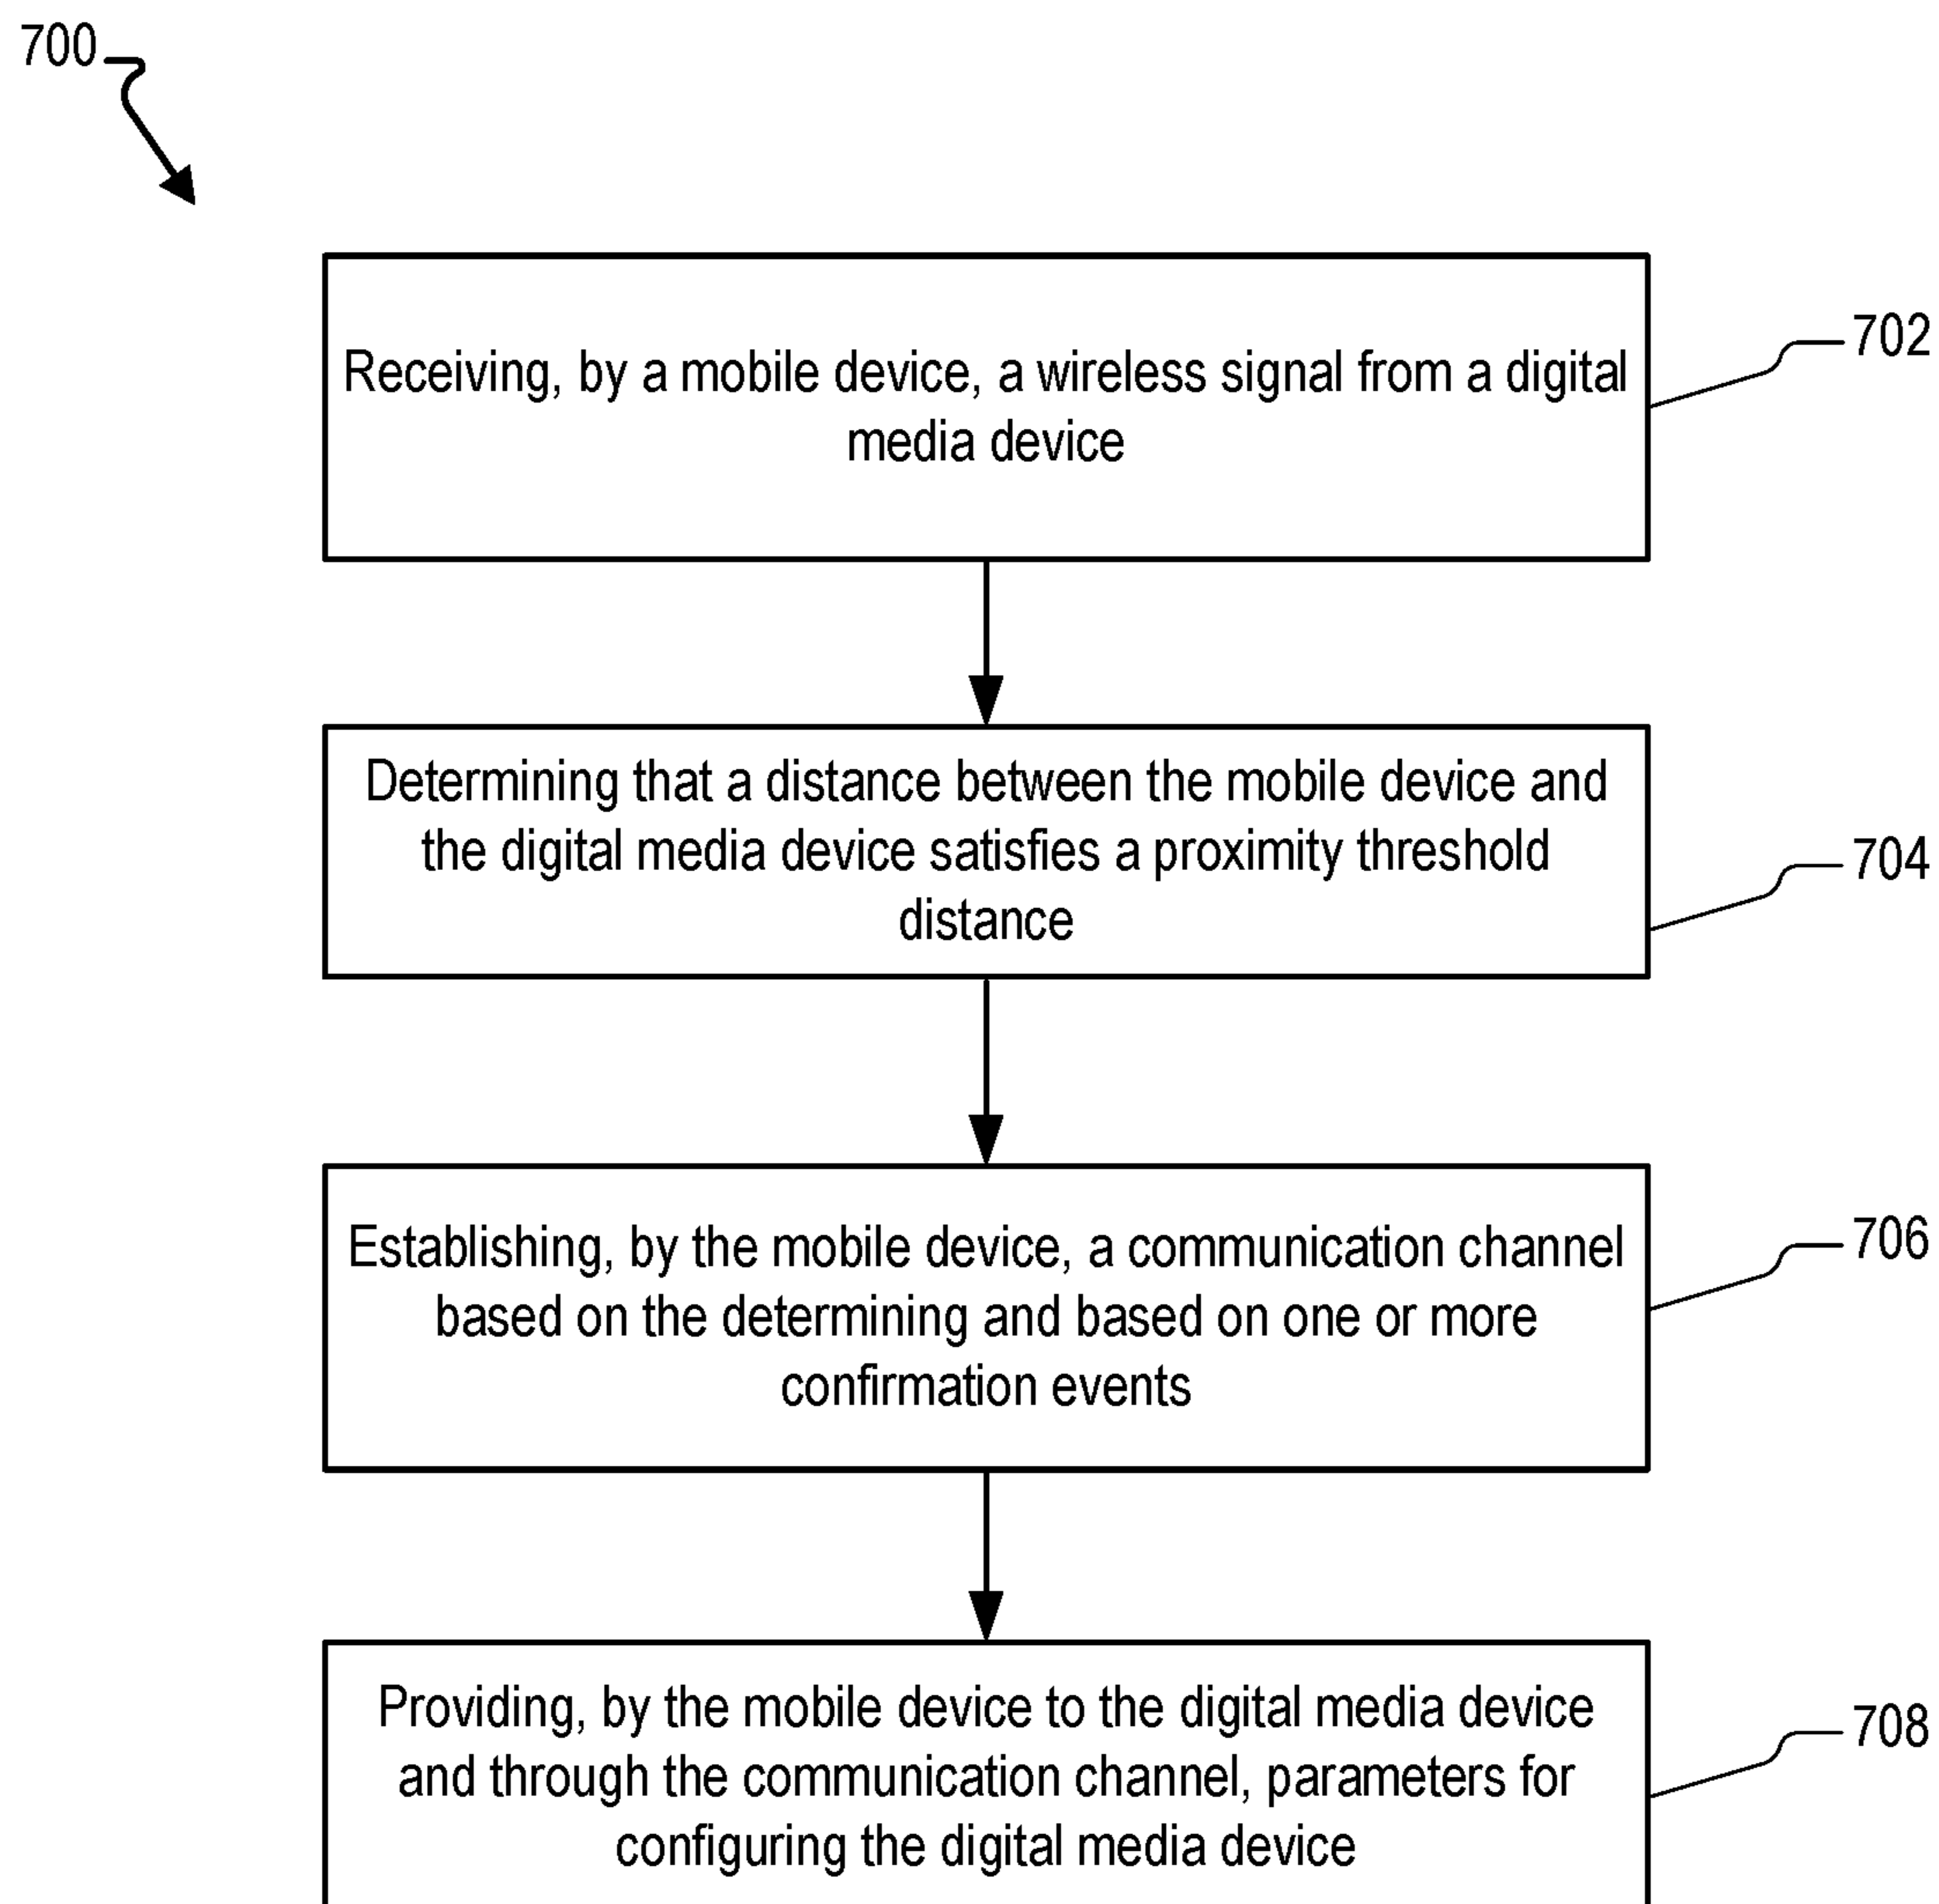 700
Receiving, by a mobile device, a wireless signal from a digital
media device
702
Determining that a distance between the mobile device and
the digital media device satisfies a proximity threshold
distance
704
Establishing, by the mobile device, a communication channel
based on the determining and based on one or more
confirmation events
706
Providing, by the mobile device to the digital media device
and through the communication channel, parameters for
configuring the digital media device
708